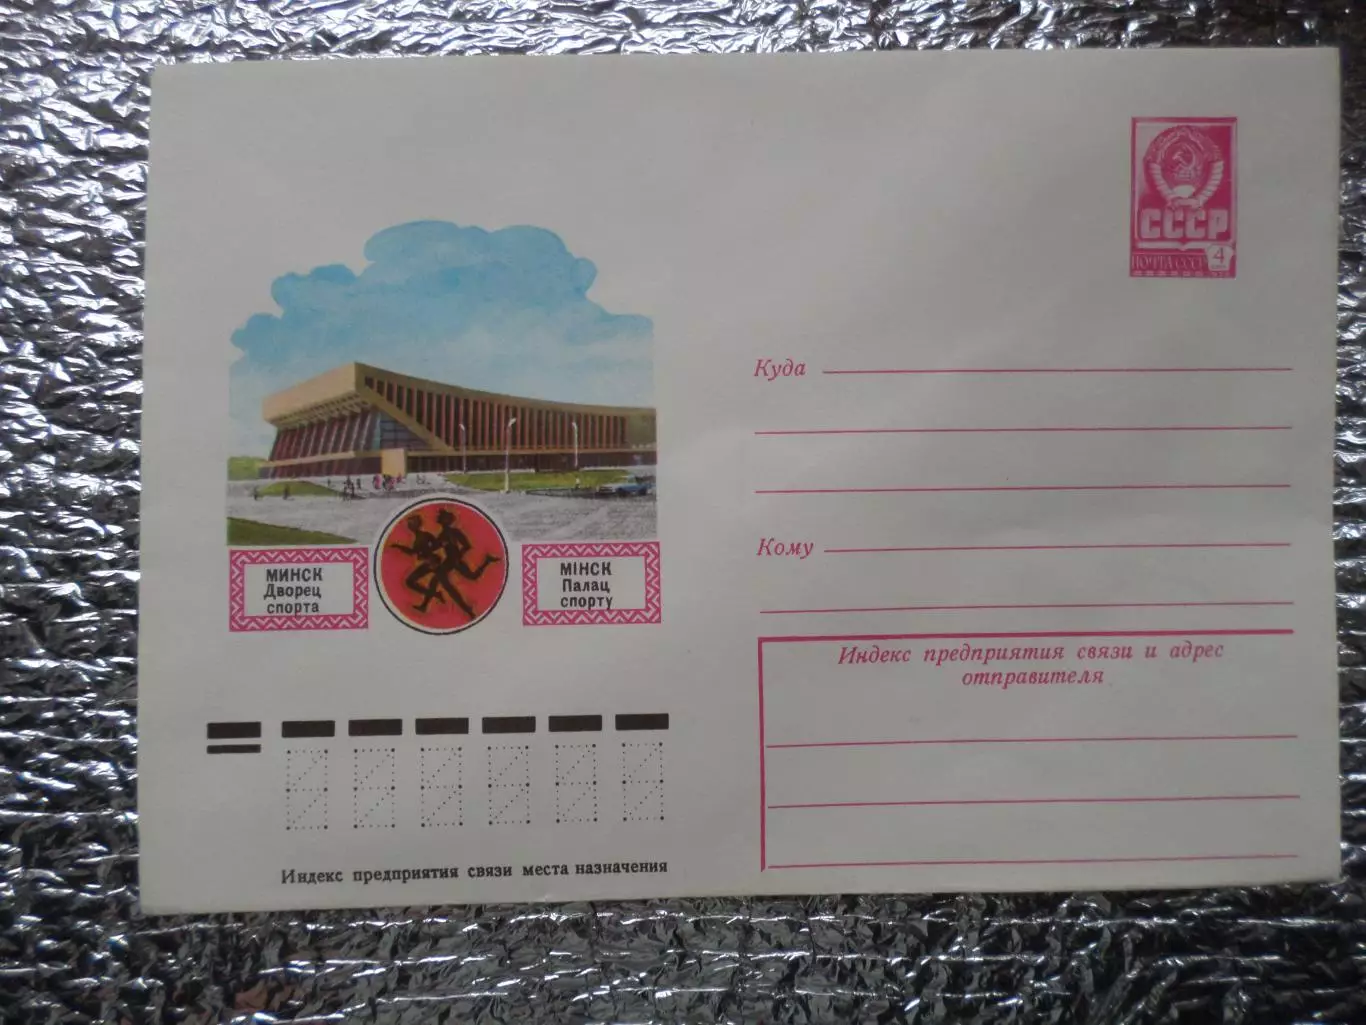 СССР
ПОЧТА СССР 4
Куда
Кому
МИНСК
Дворец
спорта
МІНСК
Палац
спорту
Индекс предприятия связи и адрес
отправителя
Индекс предприятия связи места назначения